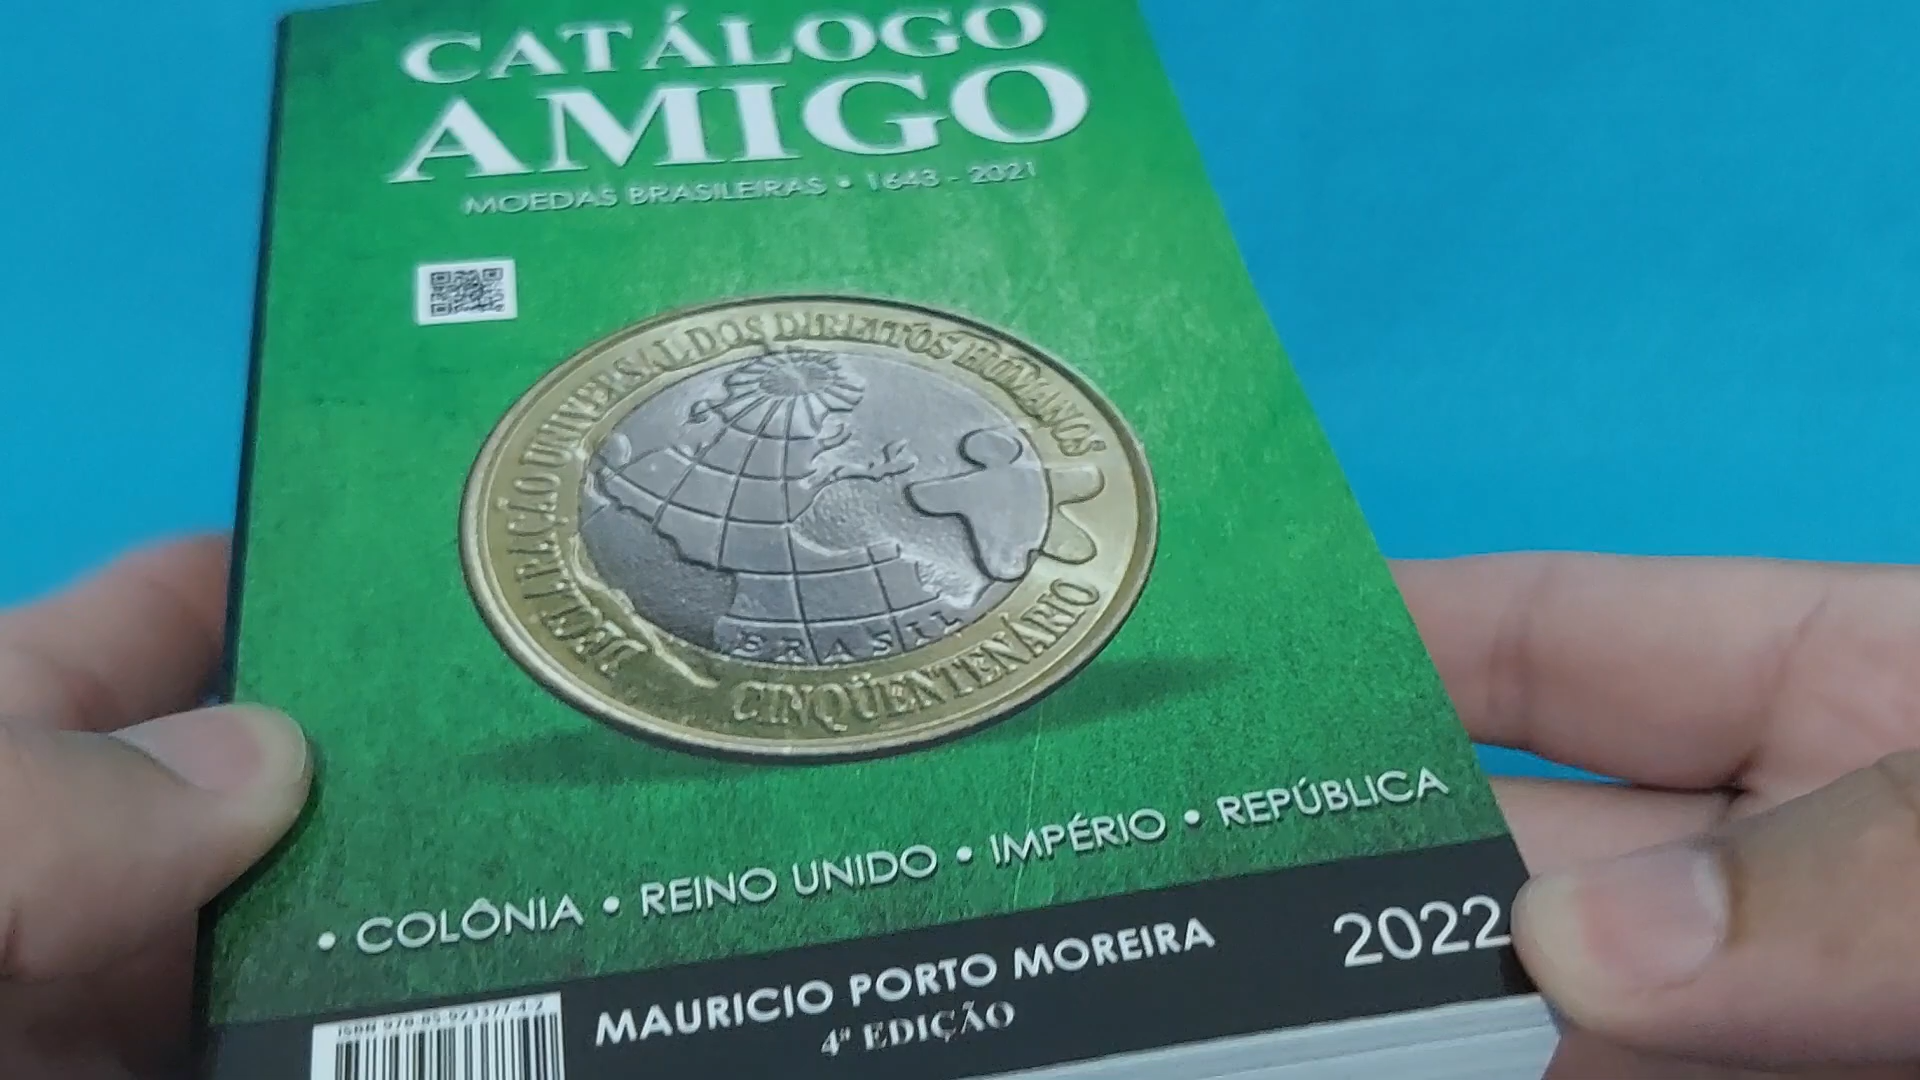 CATÁLOGO
AMIGO
MOEDAS BRASILEIRAS • 1643 - 2021
DECLARAÇÃO UNIVERSAL DOS DIREITOS HUMANOS
BRASIL
CINQÜENTENÁRIO
• COLÔNIA • REINO UNIDO • IMPÉRIO • REPÚBLICA
MAURICIO PORTO MOREIRA
2022
4ª EDIÇÃO